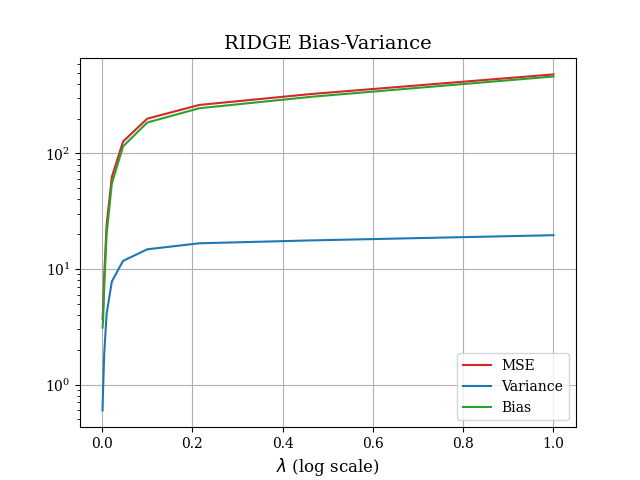 RIDGE Bias-Variance
10²
10¹
10⁰
MSE
Variance
Bias
0.0 0.2 0.4 0.6 0.8 1.0
λ (log scale)